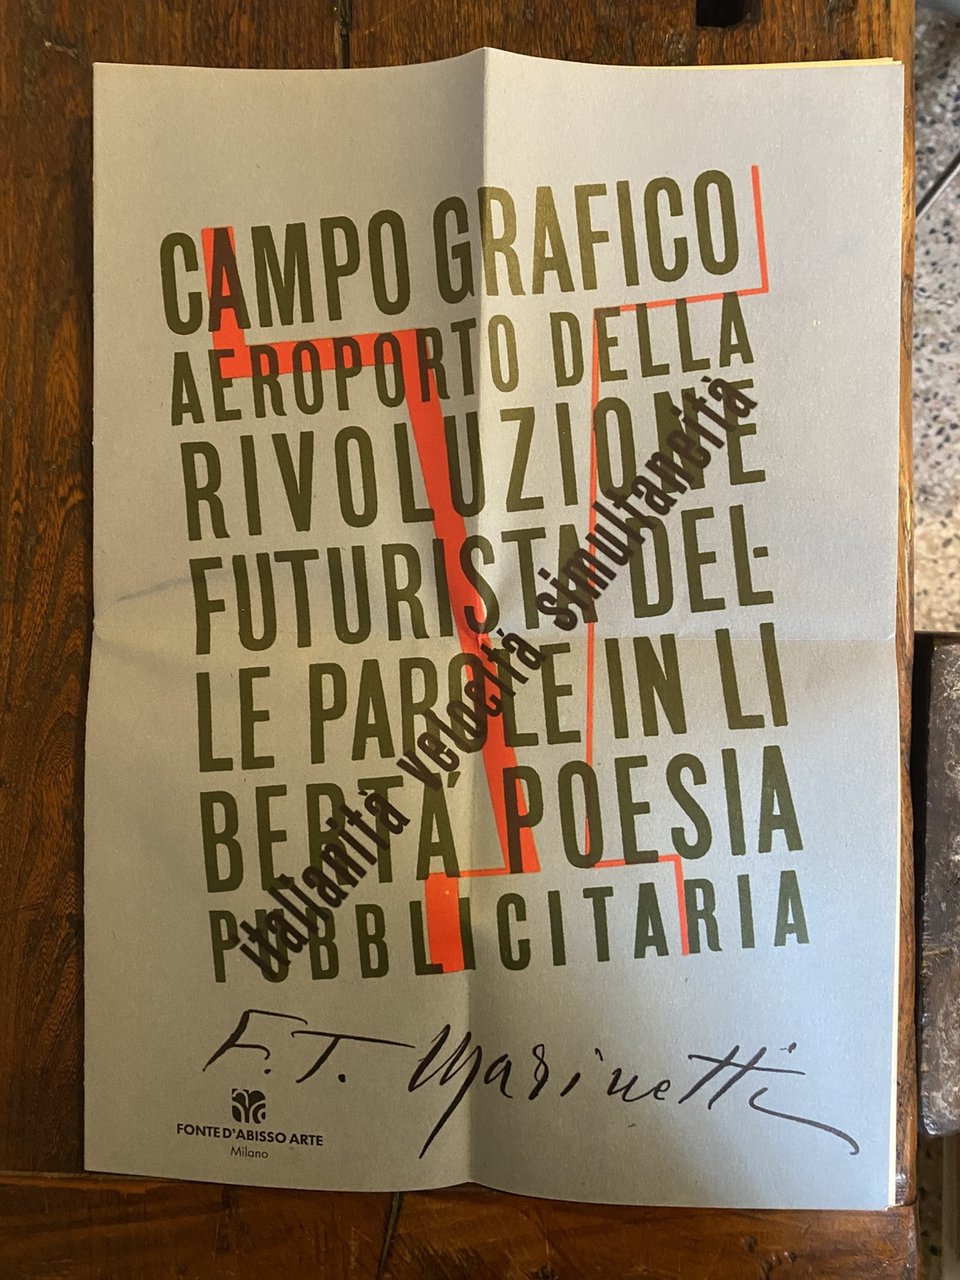 CAMPO GRAFICO
AEROPORTO DELLA
RIVOLUZIONE
FUTURISTA DEL-
LE PAROLE IN LI
BERTÁ POESIA
PUBBLICITARIA
italianità velocità simultaneità
F.T. Marinetti
FONTE D'ABISSO ARTE
Milano